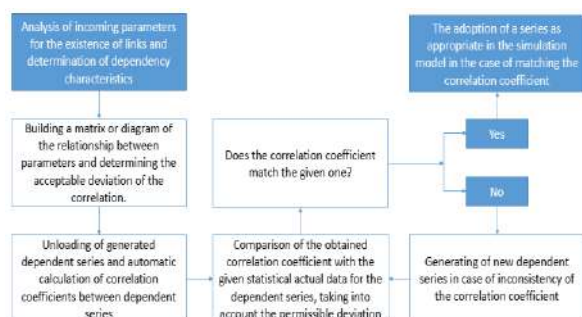 Analysis of incoming parameters
for the existence of links and
determination of dependency
characteristics
Building a matrix or diagram of
the relationship between
parameters and determining the
acceptable deviation of the
correlation.
Unloading of generated
dependent series and automatic
calculation of correlation
coefficients between dependent
series
Comparison of the obtained
correlation coefficient with the
given statistical actual data for
the dependent series, taking into
account the permissible deviation
Does the correlation coefficient
match the given one?
Yes
No
The adoption of a series as
appropriate in the simulation
model in the case of matching the
correlation coefficient
Generating of new dependent
series in case of inconsistency of
the correlation coefficient